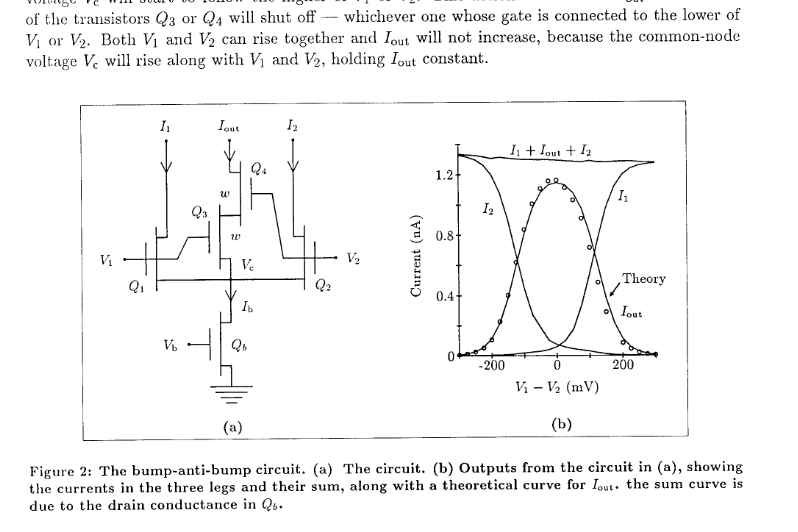 of the transistors Q3 or Q4 will shut off — whichever one whose gate is connected to the lower of
V1 or V2. Both V1 and V2 can rise together and Iout will not increase, because the common-node
voltage Vc will rise along with V1 and V2, holding Iout constant.
I1
Iout
I2
Q4
w
Q3
w
V1
Vc
V2
Q1
Q2
Ib
Vb
Qb
(a)
I1 + Iout + I2
1.2
I2
I1
0.8
Current (nA)
Theory
0.4
Iout
0
-200
0
200
V1 − V2 (mV)
(b)
Figure 2: The bump-anti-bump circuit. (a) The circuit. (b) Outputs from the circuit in (a), showing
the currents in the three legs and their sum, along with a theoretical curve for Iout. the sum curve is
due to the drain conductance in Qb.